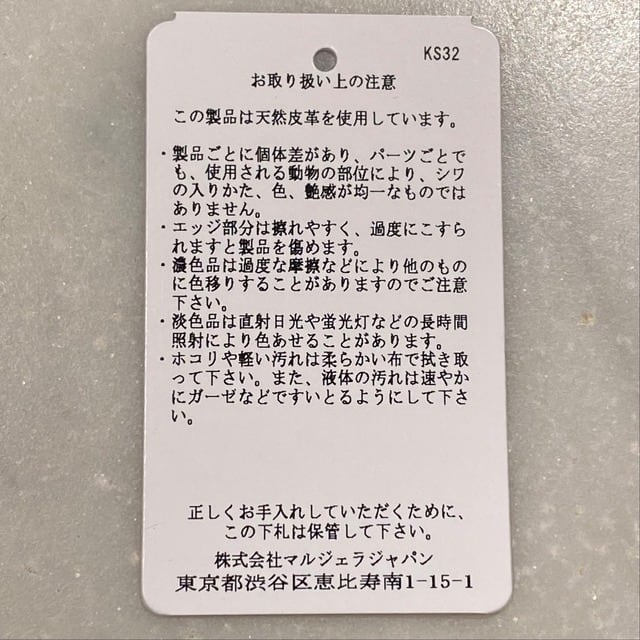 KS32
お取り扱い上の注意
この製品は天然皮革を使用しています。
・製品ごとに個体差があり、パーツごとで
も、使用される動物の部位により、シワ
の入りかた、色、艶感が均一なものでは
ありません。
・エッジ部分は擦れやすく、過度にこすら
れますと製品を傷めます。
・濃色品は過度な摩擦などにより他のもの
に色移りすることがありますのでご注意
下さい。
・淡色品は直射日光や蛍光灯などの長時間
照射により色あせることがあります。
・ホコリや軽い汚れは柔らかい布で拭き取
って下さい。また、液体の汚れは速やか
にガーゼなどですいとるようにして下さ
い。
正しくお手入れしていただくために、
この下札は保管して下さい。
株式会社マルジェラジャパン
東京都渋谷区恵比寿南1-15-1